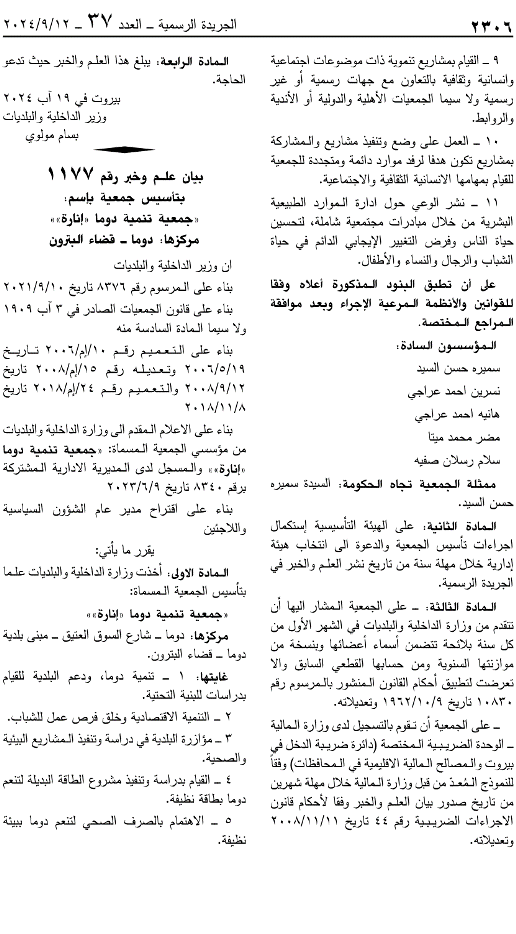 ٢٣٠٦
الجريدة الرسمية ــ العدد ٣٧ ــ ٢٠٢٤/٩/١٢
٩ ــ القيام بمشاريع تنموية ذات موضوعات اجتماعية
وانسانية وثقافية بالتعاون مع جهات رسمية أو غير
رسمية ولا سيما الجمعيات الأهلية والدولية أو الأندية
والروابط.
١٠ ــ العمل على وضع وتنفيذ مشاريع والمشاركة
بمشاريع تكون هدفا لرفد موارد دائمة ومتجددة للجمعية
للقيام بمهامها الانسانية الثقافية والاجتماعية.
١١ ــ نشر الوعي حول ادارة الموارد الطبيعية
البشرية من خلال مبادرات مجتمعية شاملة، لتحسين
حياة الناس وفرض التغيير الإيجابي الدائم في حياة
الشباب والرجال والنساء والأطفال.
على أن تطبق البنود المذكورة أعلاه وفقا
للقوانين والأنظمة المرعية الإجراء وبعد موافقة
المراجع المختصة.
المؤسسون السادة:
سميره حسن السيد
نسرين احمد عراجي
هانيه احمد عراجي
مضر محمد ميتا
سلام رسلان صفيه
ممثلة الجمعية تجاه الحكومة: السيدة سميره
حسن السيد.
المادة الثانية: على الهيئة التأسيسية إستكمال
اجراءات تأسيس الجمعية والدعوة الى انتخاب هيئة
إدارية خلال مهلة سنة من تاريخ نشر العلم والخبر في
الجريدة الرسمية.
المادة الثالثة: ــ على الجمعية المشار اليها أن
تتقدم من وزارة الداخلية والبلديات في الشهر الأول من
كل سنة بلائحة تتضمن أسماء أعضائها وبنسخة من
موازنتها السنوية ومن حسابها القطعي السابق والا
تعرضت لتطبيق أحكام القانون المنشور بالمرسوم رقم
١٠٨٣٠ تاريخ ١٩٦٢/١٠/٩ وتعديلاته.
ــ على الجمعية أن تقوم بالتسجيل لدى وزارة المالية
ــ الوحدة الضريبية المختصة (دائرة ضريبة الدخل في
بيروت والمصالح المالية الاقليمية في المحافظات) وفقاً
للنموذج المُعدّ من قبل وزارة المالية خلال مهلة شهرين
من تاريخ صدور بيان العلم والخبر وفقا لأحكام قانون
الاجراءات الضريبية رقم ٤٤ تاريخ ٢٠٠٨/١١/١١
وتعديلاته.
المادة الرابعة: يبلغ هذا العلم والخبر حيث تدعو
الحاجة.
بيروت في ١٩ آب ٢٠٢٤
وزير الداخلية والبلديات
بسام مولوي
بيان علم وخبر رقم ١١٧٧
بتأسيس جمعية بإسم:
«جمعية تنمية دوما «إنارة»»
مركزها: دوما ــ قضاء البترون
ان وزير الداخلية والبلديات
بناء على المرسوم رقم ٨٣٧٦ تاريخ ٢٠٢١/٩/١٠
بناء على قانون الجمعيات الصادر في ٣ آب ١٩٠٩
ولا سيما المادة السادسة منه
بناء على التعميم رقم ١٠/إم/٢٠٠٦ تاريخ
٢٠٠٦/٥/١٩ وتعديله رقم ١٥/إم/٢٠٠٨ تاريخ
٢٠٠٨/٩/١٢ والتعميم رقم ٢٤/إم/٢٠١٨ تاريخ
٢٠١٨/١١/٨
بناء على الاعلام المقدم الى وزارة الداخلية والبلديات
من مؤسسي الجمعية المسماة: «جمعية تنمية دوما
«إنارة»» والمسجل لدى المديرية الادارية المشتركة
برقم ٨٣٤٠ تاريخ ٢٠٢٣/٦/٩
بناء على اقتراح مدير عام الشؤون السياسية
واللاجئين
يقرر ما يأتي:
المادة الاولى: أخذت وزارة الداخلية والبلديات علما
بتأسيس الجمعية المسماة:
«جمعية تنمية دوما «إنارة»»
مركزها: دوما ــ شارع السوق العتيق ــ مبنى بلدية
دوما ــ قضاء البترون.
غايتها: ١ ــ تنمية دوما، ودعم البلدية للقيام
بدراسات للبنية التحتية.
٢ ــ التنمية الاقتصادية وخلق فرص عمل للشباب.
٣ ــ مؤازرة البلدية في دراسة وتنفيذ المشاريع البيئية
والصحية.
٤ ــ القيام بدراسة وتنفيذ مشروع الطاقة البديلة لتنعم
دوما بطاقة نظيفة.
٥ ــ الاهتمام بالصرف الصحي لتنعم دوما ببيئة
نظيفة.